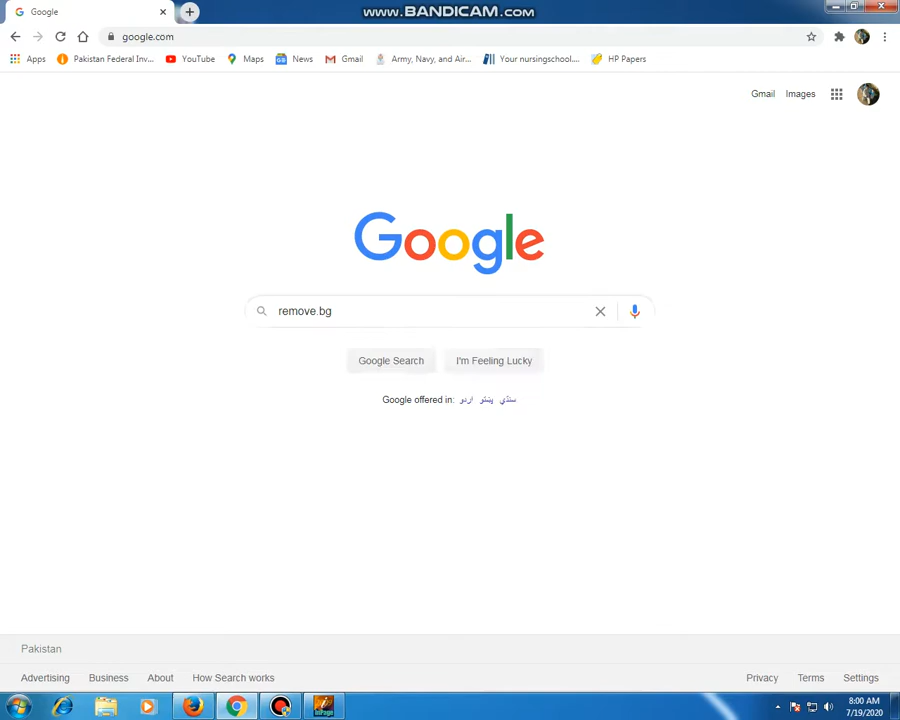 Google
www.BANDICAM.com
google.com
Apps
Pakistan Federal Inv...
YouTube
Maps
News
Gmail
Army, Navy, and Air...
Your nursingschool....
HP Papers
Gmail
Images
Google
remove.bg
Google Search
I'm Feeling Lucky
Google offered in: اردو پښتو سنڌي
Pakistan
Advertising
Business
About
How Search works
Privacy
Terms
Settings
8:00 AM
7/19/2020